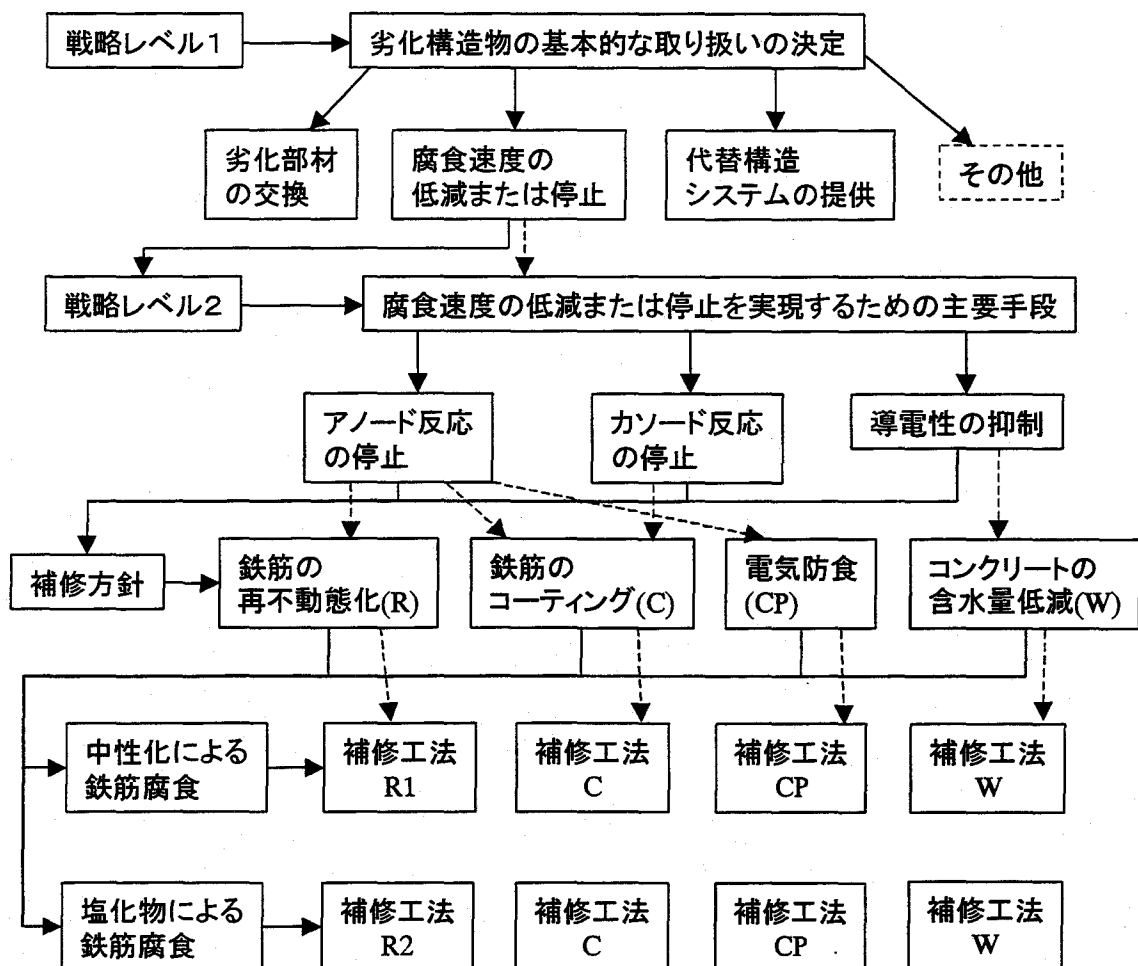 戦略レベル1
劣化構造物の基本的な取り扱いの決定
劣化部材
の交換
腐食速度の
低減または停止
代替構造
システムの提供
その他
戦略レベル2
腐食速度の低減または停止を実現するための主要手段
アノード反応
の停止
カソード反応
の停止
導電性の抑制
補修方針
鉄筋の
再不動態化(R)
鉄筋の
コーティング(C)
電気防食
(CP)
コンクリートの
含水量低減(W)
中性化による
鉄筋腐食
補修工法
R1
補修工法
C
補修工法
CP
補修工法
W
塩化物による
鉄筋腐食
補修工法
R2
補修工法
C
補修工法
CP
補修工法
W